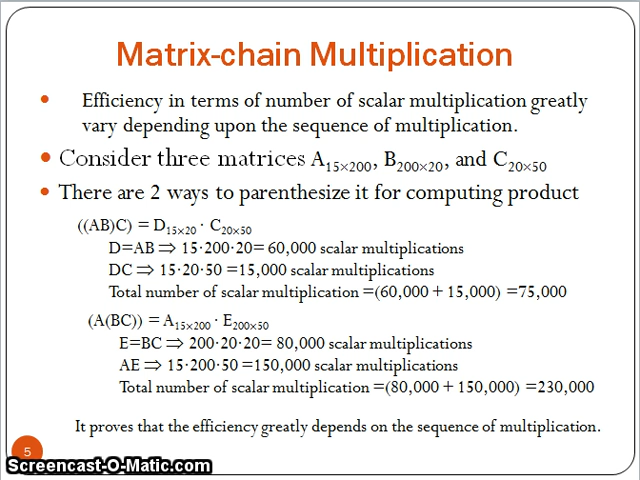 Matrix-chain Multiplication
• Efficiency in terms of number of scalar multiplication greatly
vary depending upon the sequence of multiplication.
• Consider three matrices A₁₅×₂₀₀, B₂₀₀×₂₀, and C₂₀×₅₀
• There are 2 ways to parenthesize it for computing product
((AB)C) = D₁₅×₂₀ · C₂₀×₅₀
D=AB ⇒ 15·200·20= 60,000 scalar multiplications
DC ⇒ 15·20·50 =15,000 scalar multiplications
Total number of scalar multiplication =(60,000 + 15,000) =75,000
(A(BC)) = A₁₅×₂₀₀ · E₂₀₀×₅₀
E=BC ⇒ 200·20·20= 80,000 scalar multiplications
AE ⇒ 15·200·50 =150,000 scalar multiplications
Total number of scalar multiplication =(80,000 + 150,000) =230,000
It proves that the efficiency greatly depends on the sequence of multiplication.
5
Screencast-O-Matic.com